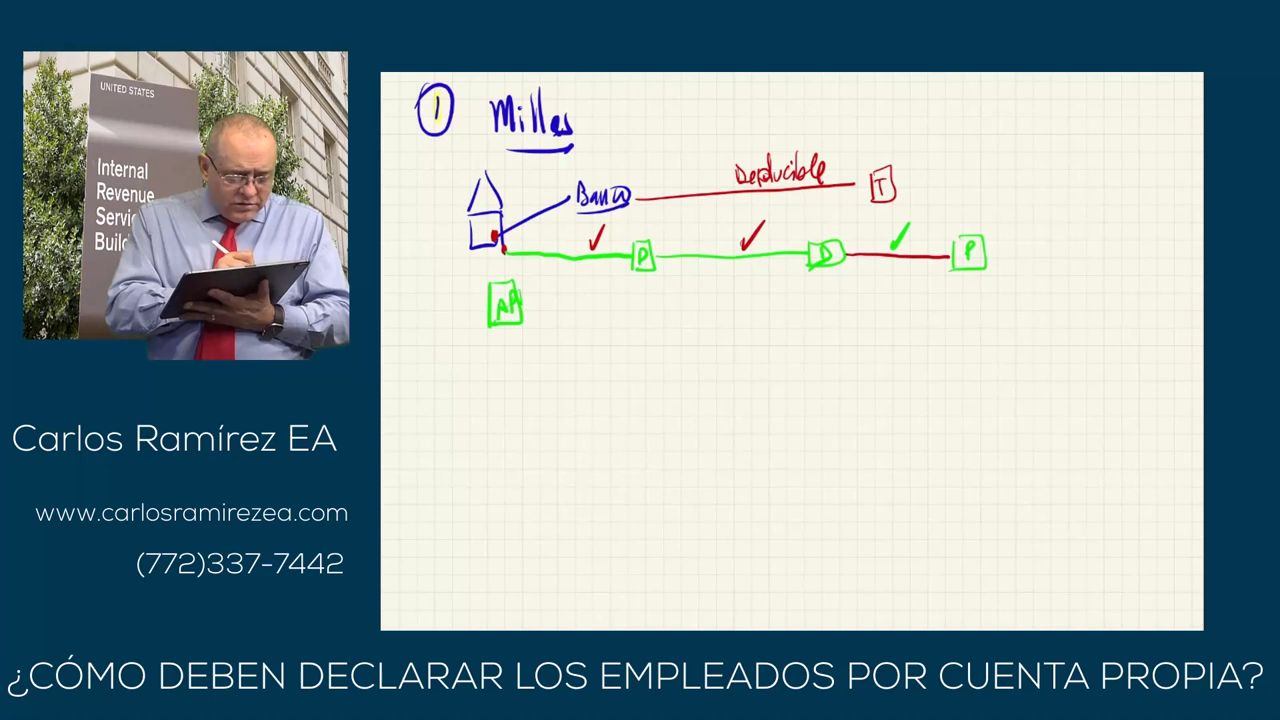 UNITED STATES
Internal
Revenue
Servi
Buil
1 Millas
Deducible
Banco
T
P
D
P
Carlos Ramírez EA
www.carlosramirezea.com
(772)337-7442
¿CÓMO DEBEN DECLARAR LOS EMPLEADOS POR CUENTA PROPIA?